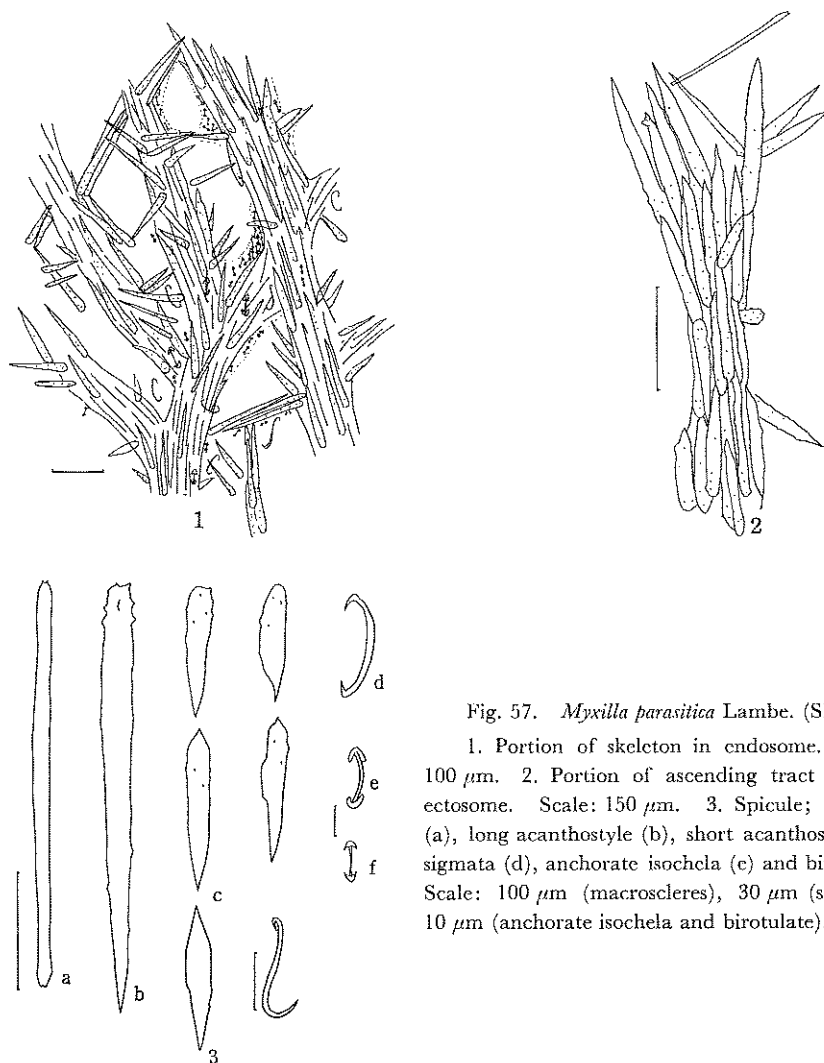 1
2
a
b
c
3
d
e
f
Fig. 57. Myxilla parasitica Lambe. (S
1. Portion of skeleton in endosome.
100 μm. 2. Portion of ascending tract
ectosome. Scale: 150 μm. 3. Spicule;
(a), long acanthostyle (b), short acanthos
sigmata (d), anchorate isochela (e) and bi
Scale: 100 μm (macroscleres), 30 μm (s
10 μm (anchorate isochela and birotulate)